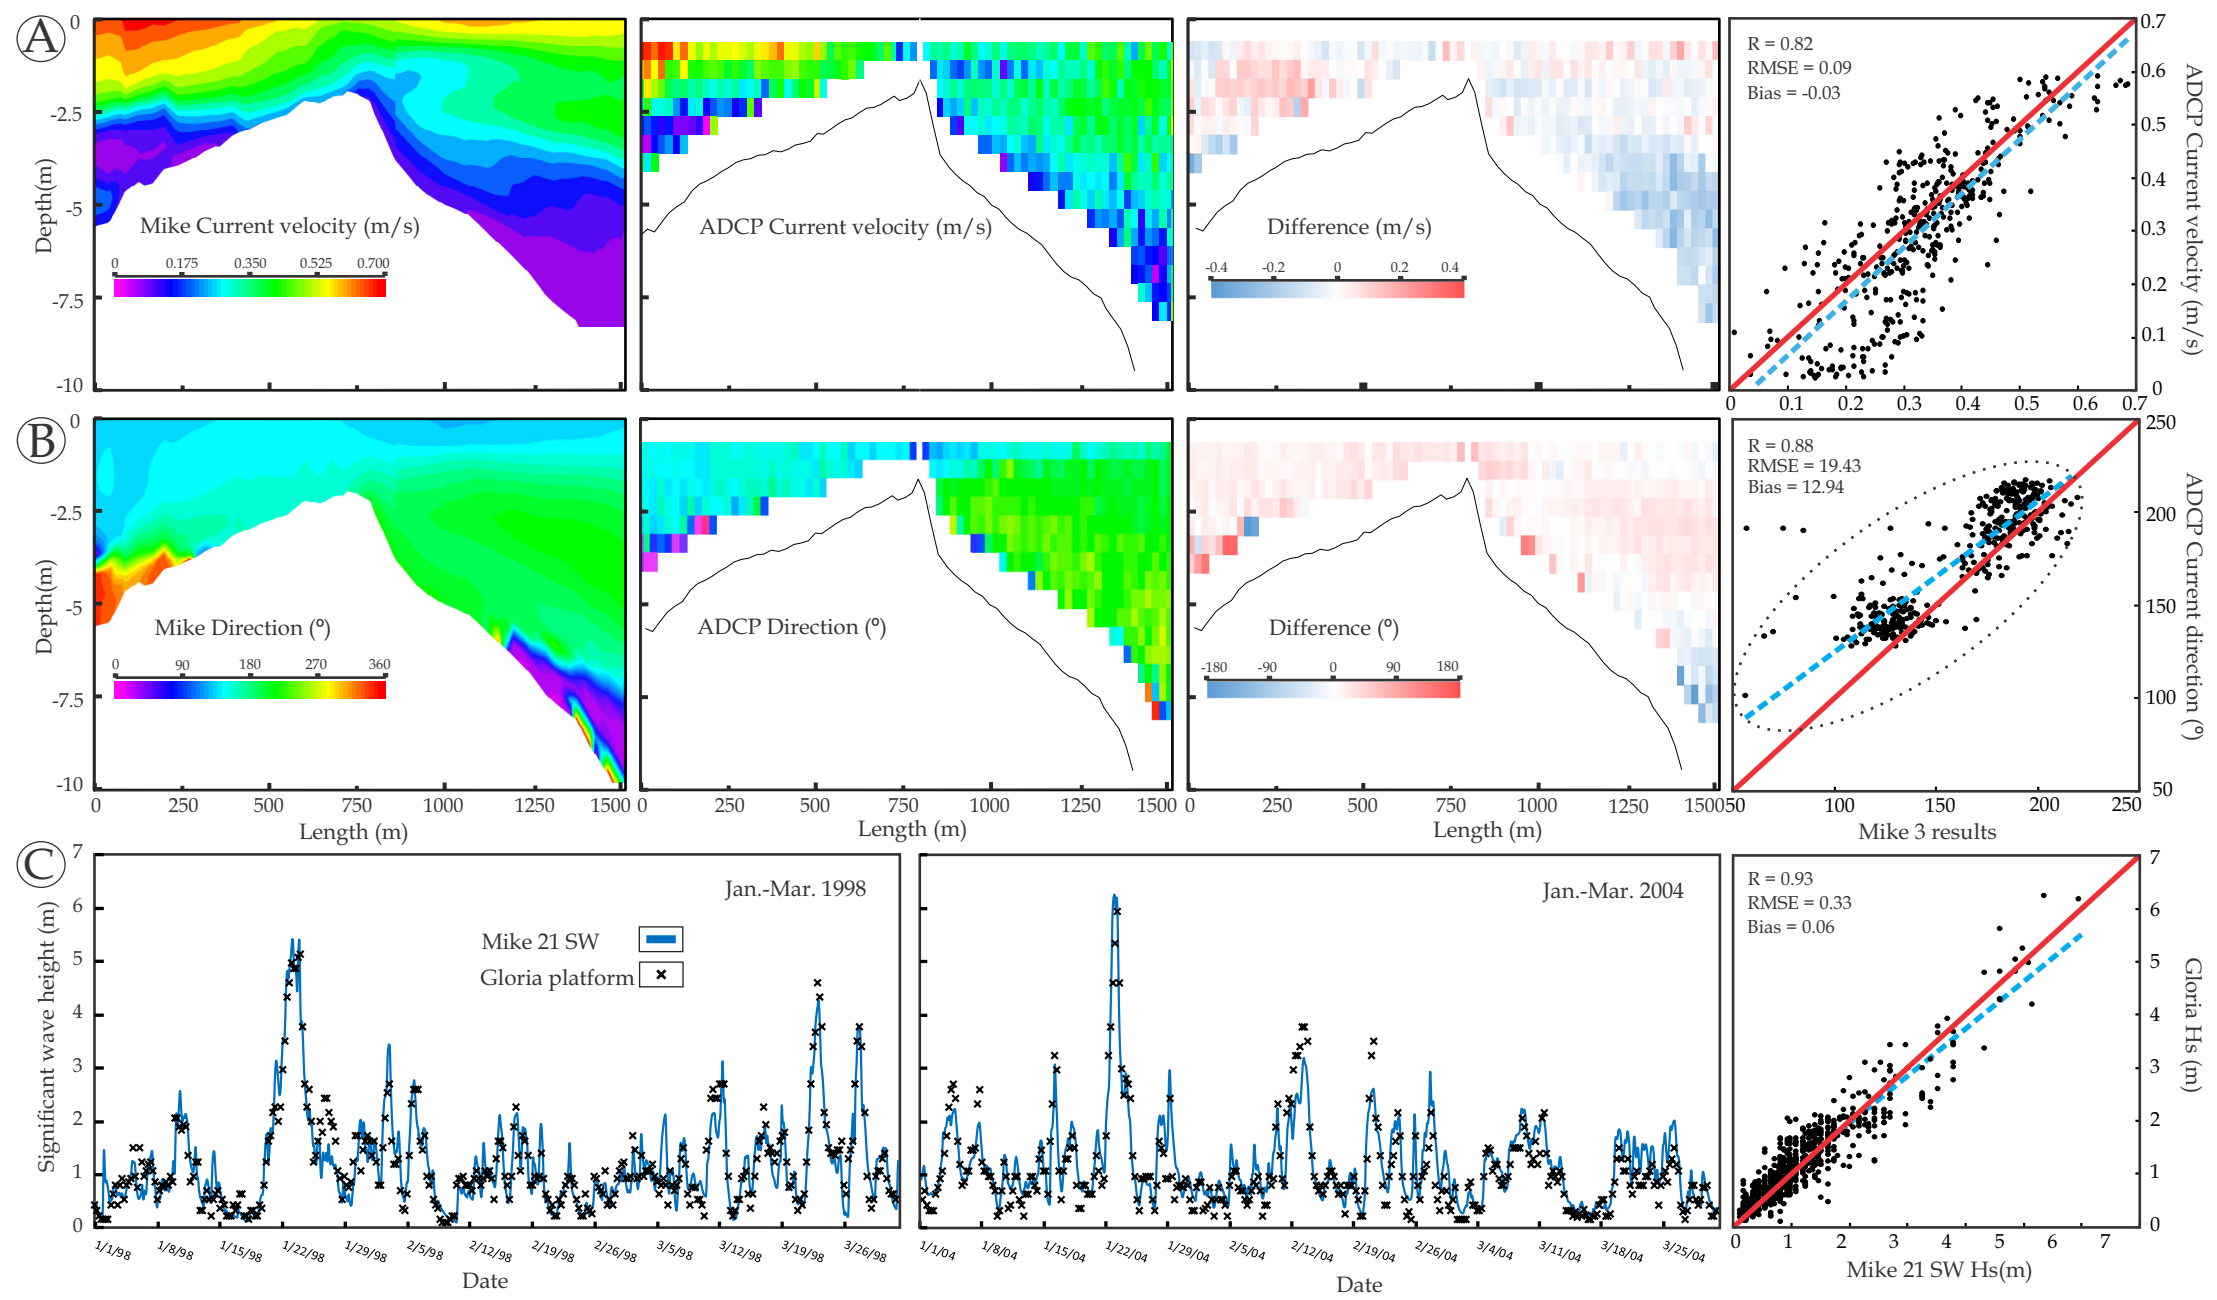 A
0
-2.5
-5
-7.5
-10
Depth(m)
Mike Current velocity (m/s)
0 0.175 0.350 0.525 0.700
ADCP Current velocity (m/s)
Difference (m/s)
-0.4 -0.2 0 0.2 0.4
R = 0.82
RMSE = 0.09
Bias = -0.03
0.7
0.6
0.5
0.4
0.3
0.2
0.1
0
ADCP Current velocity (m/s)
0 0.1 0.2 0.3 0.4 0.5 0.6 0.7
B
0
-2.5
-5
-7.5
-10
Depth(m)
Mike Direction (º)
0 90 180 270 360
0 250 500 750 1000 1250 1500
Length (m)
ADCP Direction (º)
0 250 500 750 1000 1250 1500
Length (m)
Difference (º)
-180 -90 0 90 180
0 250 500 750 1000 1250 1500
Length (m)
R = 0.88
RMSE = 19.43
Bias = 12.94
250
200
150
100
50
ADCP Current direction (º)
50 100 150 200 250
Mike 3 results
C
7
6
5
4
3
2
1
0
Significant wave height (m)
Jan.-Mar. 1998
Mike 21 SW
Gloria platform
1/1/98 1/8/98 1/15/98 1/22/98 1/29/98 2/5/98 2/12/98 2/19/98 2/26/98 3/5/98 3/12/98 3/19/98 3/26/98
Date
Jan.-Mar. 2004
1/1/04 1/8/04 1/15/04 1/22/04 1/29/04 2/5/04 2/12/04 2/19/04 2/26/04 3/4/04 3/11/04 3/18/04 3/25/04
Date
R = 0.93
RMSE = 0.33
Bias = 0.06
7
6
5
4
3
2
1
0
Gloria Hs (m)
0 1 2 3 4 5 6 7
Mike 21 SW Hs(m)